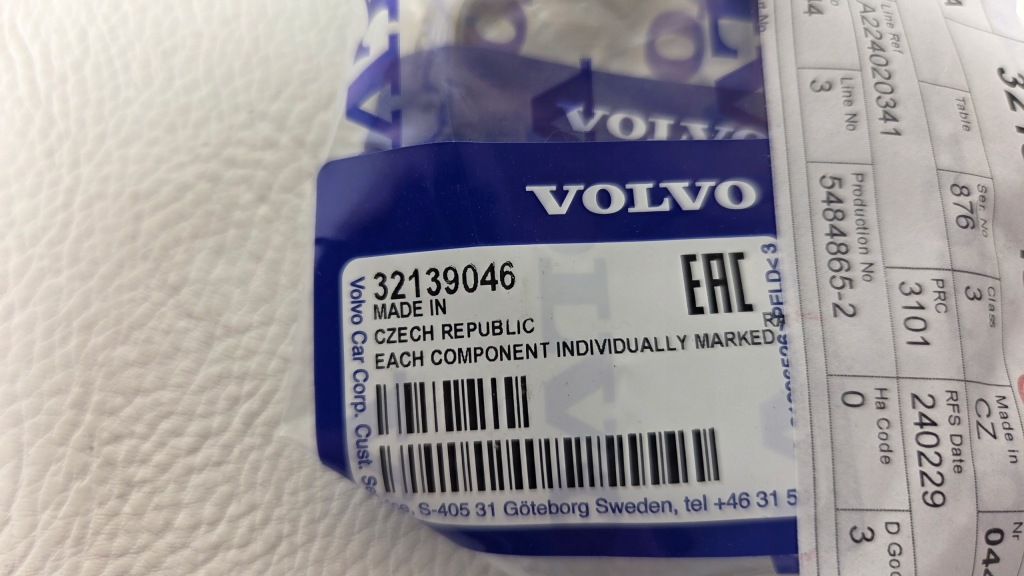 VOLVO
VOLVO
32139046
EAC
MADE IN
CZECH REPUBLIC
EACH COMPONENT INDIVIDUALLY MARKED
Volvo Car Corp. Cust.
S-405 31 Göteborg Sweden, tel +46 31 5
Line Ref
A224020341
Table
Ser. No
876
Class
3
Made in
CZ
Line No
3
Production No
5484865-2
PRC
3101
RFS Date
240229
Ha Code
0
3
Nr